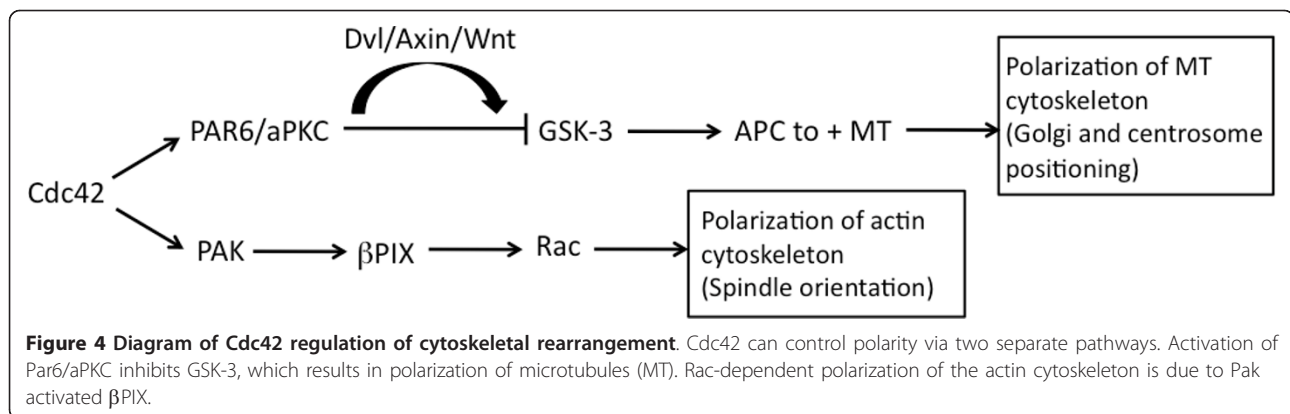 Dvl/Axin/Wnt
PAR6/aPKC
GSK-3
APC to + MT
Polarization of MT
cytoskeleton
(Golgi and centrosome
positioning)
Cdc42
PAK
βPIX
Rac
Polarization of actin
cytoskeleton
(Spindle orientation)
Figure 4 Diagram of Cdc42 regulation of cytoskeletal rearrangement. Cdc42 can control polarity via two separate pathways. Activation of
Par6/aPKC inhibits GSK-3, which results in polarization of microtubules (MT). Rac-dependent polarization of the actin cytoskeleton is due to Pak
activated βPIX.